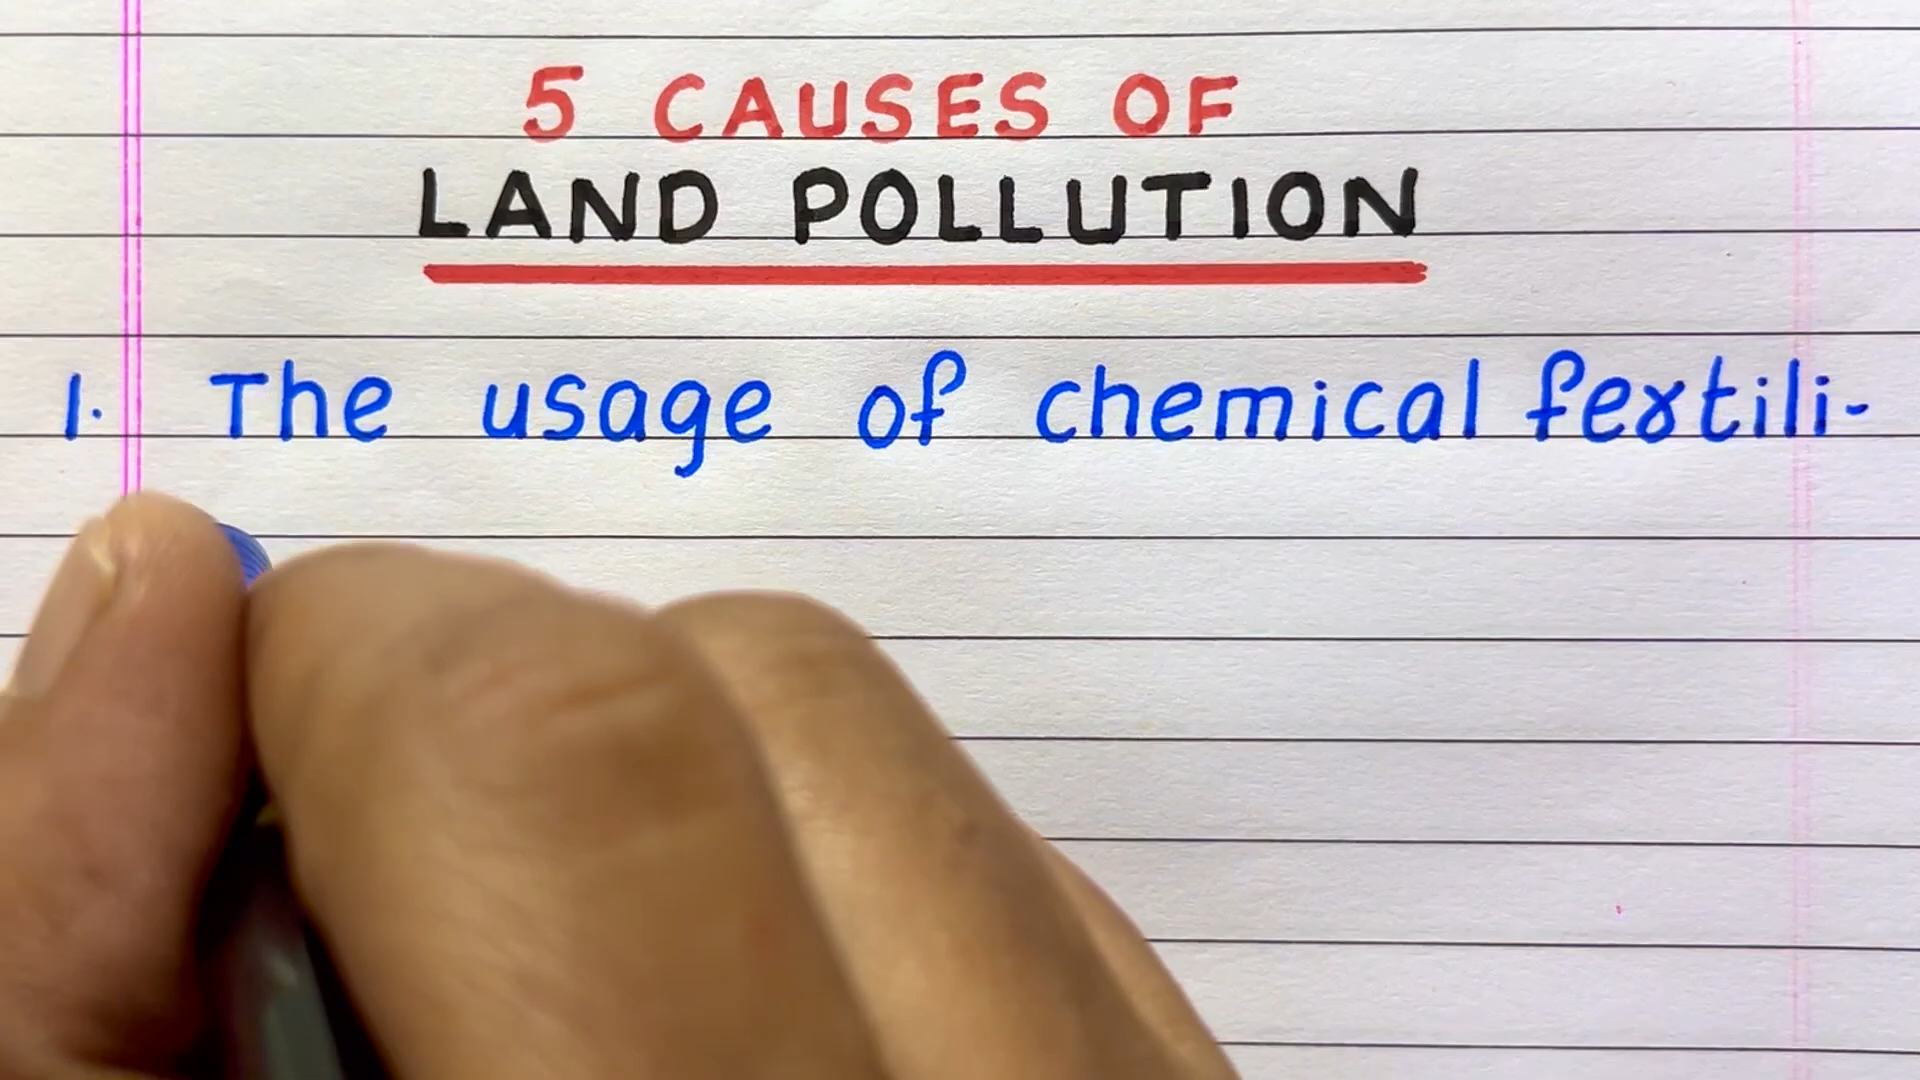 5 CAUSES OF
LAND POLLUTION
1. The usage of chemical fertili-